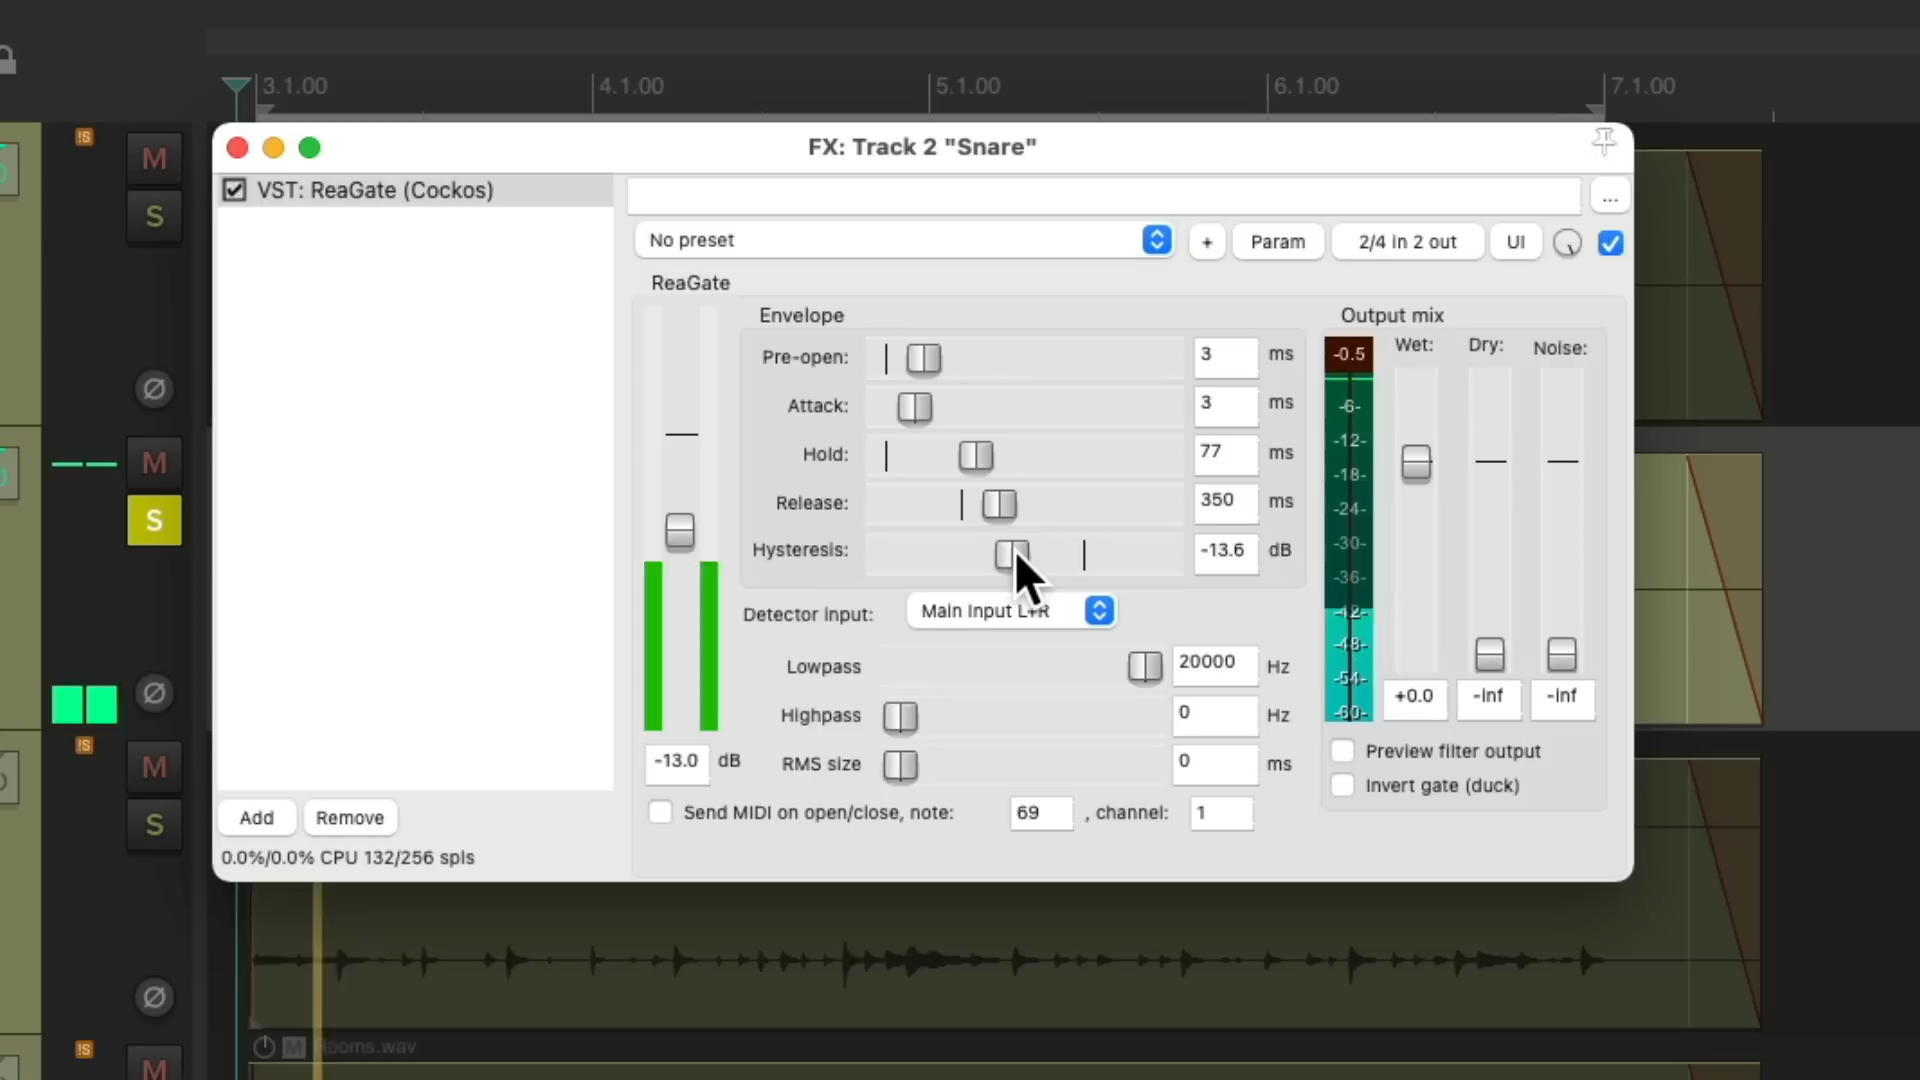 3.1.00 4.1.00 5.1.00 6.1.00 7.1.00
FX: Track 2 "Snare"
VST: ReaGate (Cockos)
...
No preset
+ Param 2/4 in 2 out UI
ReaGate
Envelope
Pre-open: 3 ms
Attack: 3 ms
Hold: 77 ms
Release: 350 ms
Hysteresis: -13.6 dB
Detector input: Main Input L+R
Lowpass 20000 Hz
Highpass 0 Hz
-13.0 dB
RMS size 0 ms
Send MIDI on open/close, note: 69 , channel: 1
Output mix
Wet: Dry: Noise:
-0.5
-6-
-12-
-18-
-24-
-30-
-36-
-42-
-48-
-54-
-60-
+0.0 -inf -inf
Preview filter output
Invert gate (duck)
Add Remove
0.0%/0.0% CPU 132/256 spls
!S
M
S
M
S
!S
M
S
!S
M
M Rooms.wav